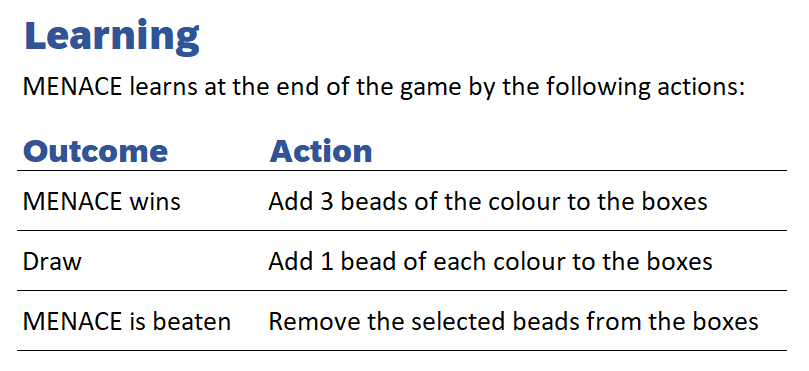 Learning
MENACE learns at the end of the game by the following actions:
Outcome Action
MENACE wins Add 3 beads of the colour to the boxes
Draw Add 1 bead of each colour to the boxes
MENACE is beaten Remove the selected beads from the boxes